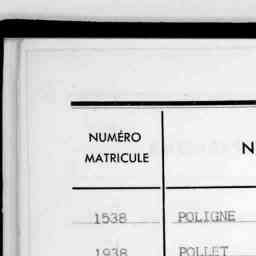 NUMÉRO
MATRICULE
N
1538 POLIGNE
1938 POLLET